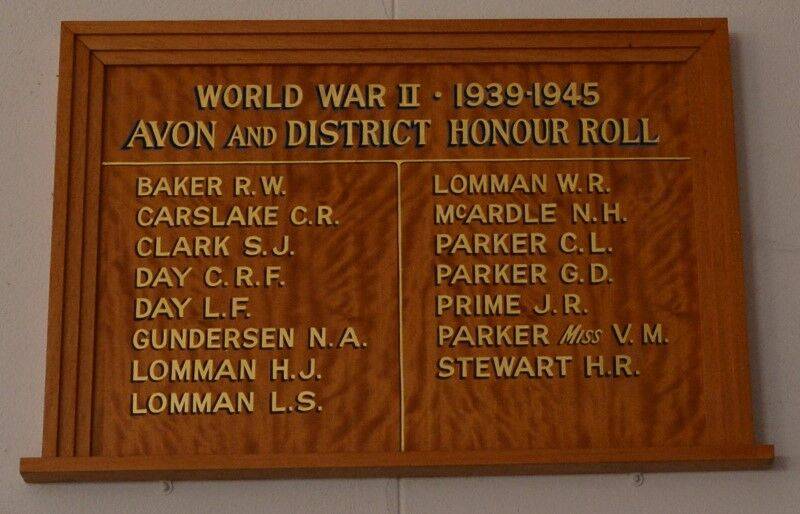 WORLD WAR II · 1939-1945
AVON AND DISTRICT HONOUR ROLL
BAKER R.W.
CARSLAKE C.R.
CLARK S.J.
DAY C.R.F.
DAY L.F.
GUNDERSEN N.A.
LOMMAN H.J.
LOMMAN L.S.
LOMMAN W.R.
McARDLE N.H.
PARKER C.L.
PARKER G.D.
PRIME J.R.
PARKER Miss V.M.
STEWART H.R.